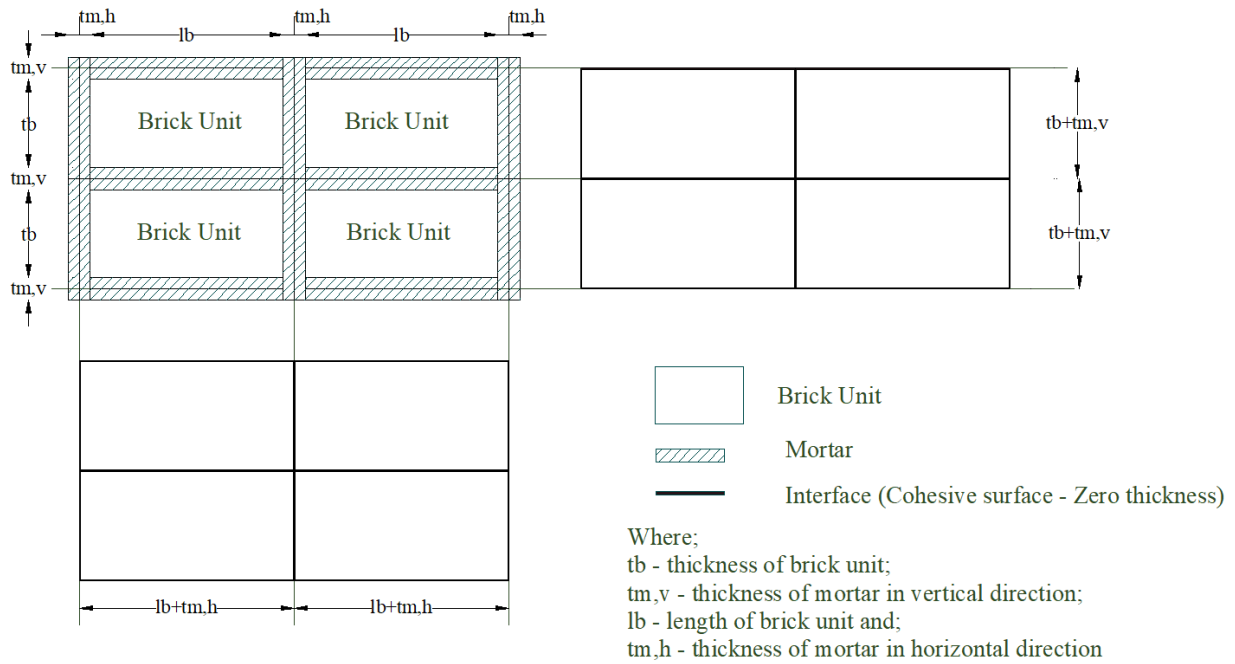 tm,h
tm,h
tm,h
lb
lb
tm,v
tb
tm,v
tb
tm,v
Brick Unit
Brick Unit
Brick Unit
Brick Unit
tb+tm,v
tb+tm,v
lb+tm,h
lb+tm,h
Brick Unit
Mortar
Interface (Cohesive surface - Zero thickness)
Where;
tb - thickness of brick unit;
tm,v - thickness of mortar in vertical direction;
lb - length of brick unit and;
tm,h - thickness of mortar in horizontal direction